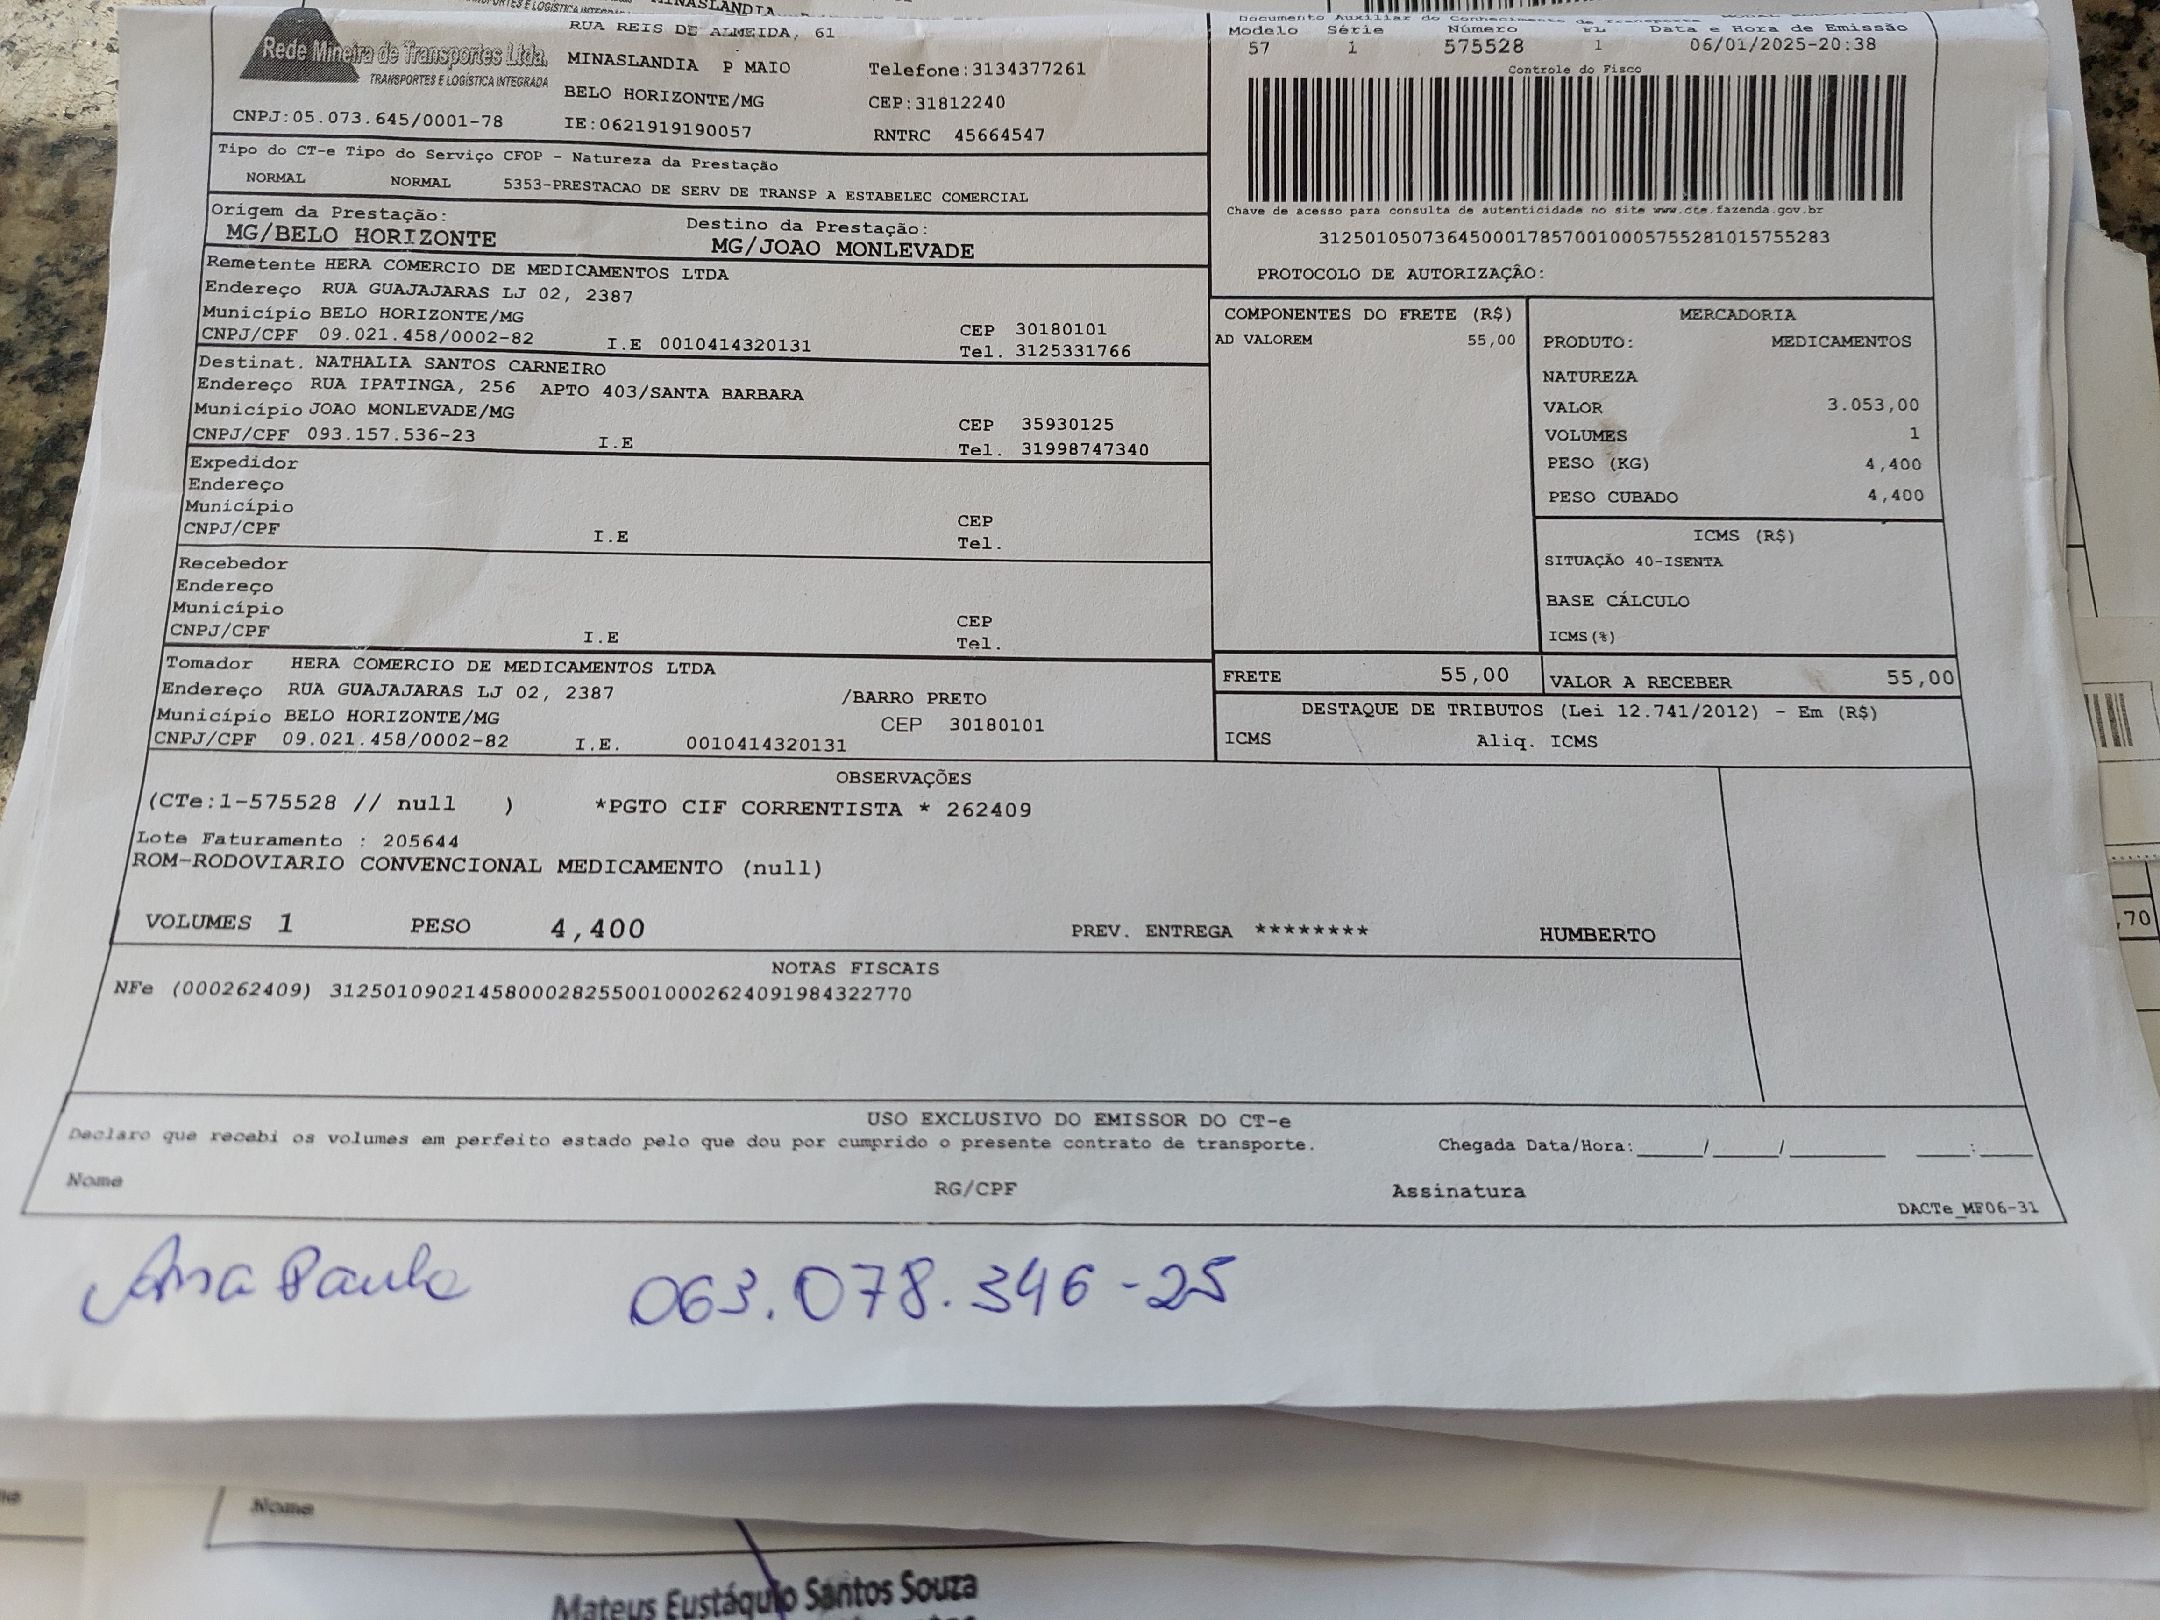 MINASLANDIA
RUA REIS DE ALMEIDA, 61
Rede Mineira de Transportes Ltda.
TRANSPORTES E LOGÍSTICA INTEGRADA
MINASLANDIA P MAIO
Telefone:3134377261
BELO HORIZONTE/MG
CEP:31812240
CNPJ:05.073.645/0001-78
IE:0621919190057
RNTRC 45664547
Modelo Série Número FL Data e Hora de Emissão
57 1 575528 1 06/01/2025-20:38
Controle do Fisco
Chave de acesso para consulta de autenticidade no site www.cte.fazenda.gov.br
31250105073645000178570010005755281015755283
PROTOCOLO DE AUTORIZAÇÃO:
Tipo do CT-e Tipo do Serviço CFOP - Natureza da Prestação
NORMAL NORMAL 5353-PRESTACAO DE SERV DE TRANSP A ESTABELEC COMERCIAL
Origem da Prestação: Destino da Prestação:
MG/BELO HORIZONTE MG/JOAO MONLEVADE
Remetente HERA COMERCIO DE MEDICAMENTOS LTDA
Endereço RUA GUAJAJARAS LJ 02, 2387
Município BELO HORIZONTE/MG CEP 30180101
CNPJ/CPF 09.021.458/0002-82 I.E 0010414320131 Tel. 3125331766
Destinat. NATHALIA SANTOS CARNEIRO
Endereço RUA IPATINGA, 256 APTO 403/SANTA BARBARA
Município JOAO MONLEVADE/MG CEP 35930125
CNPJ/CPF 093.157.536-23 I.E Tel. 31998747340
Expedidor
Endereço
Município CEP
CNPJ/CPF I.E Tel.
Recebedor
Endereço
Município CEP
CNPJ/CPF I.E Tel.
Tomador HERA COMERCIO DE MEDICAMENTOS LTDA
Endereço RUA GUAJAJARAS LJ 02, 2387 /BARRO PRETO
Município BELO HORIZONTE/MG CEP 30180101
CNPJ/CPF 09.021.458/0002-82 I.E. 0010414320131
COMPONENTES DO FRETE (R$)
AD VALOREM 55,00
MERCADORIA
PRODUTO: MEDICAMENTOS
NATUREZA
VALOR 3.053,00
VOLUMES 1
PESO (KG) 4,400
PESO CUBADO 4,400
ICMS (R$)
SITUAÇÃO 40-ISENTA
BASE CÁLCULO
ICMS(%)
FRETE 55,00 VALOR A RECEBER 55,00
DESTAQUE DE TRIBUTOS (Lei 12.741/2012) - Em (R$)
ICMS Aliq. ICMS
OBSERVAÇÕES
(CTe:1-575528 // null ) *PGTO CIF CORRENTISTA * 262409
Lote Faturamento : 205644
ROM-RODOVIARIO CONVENCIONAL MEDICAMENTO (null)
VOLUMES 1 PESO 4,400 PREV. ENTREGA ******** HUMBERTO
,70
NOTAS FISCAIS
NFe (000262409) 31250109021458000282550010002624091984322770
USO EXCLUSIVO DO EMISSOR DO CT-e
Declaro que recebi os volumes em perfeito estado pelo que dou por cumprido o presente contrato de transporte. Chegada Data/Hora:____/____/______ ___:___
Nome RG/CPF Assinatura
DACTe_MF06-31
Ana Paula 063.078.346-25
Nome
Mateus Eustáquio Santos Souza